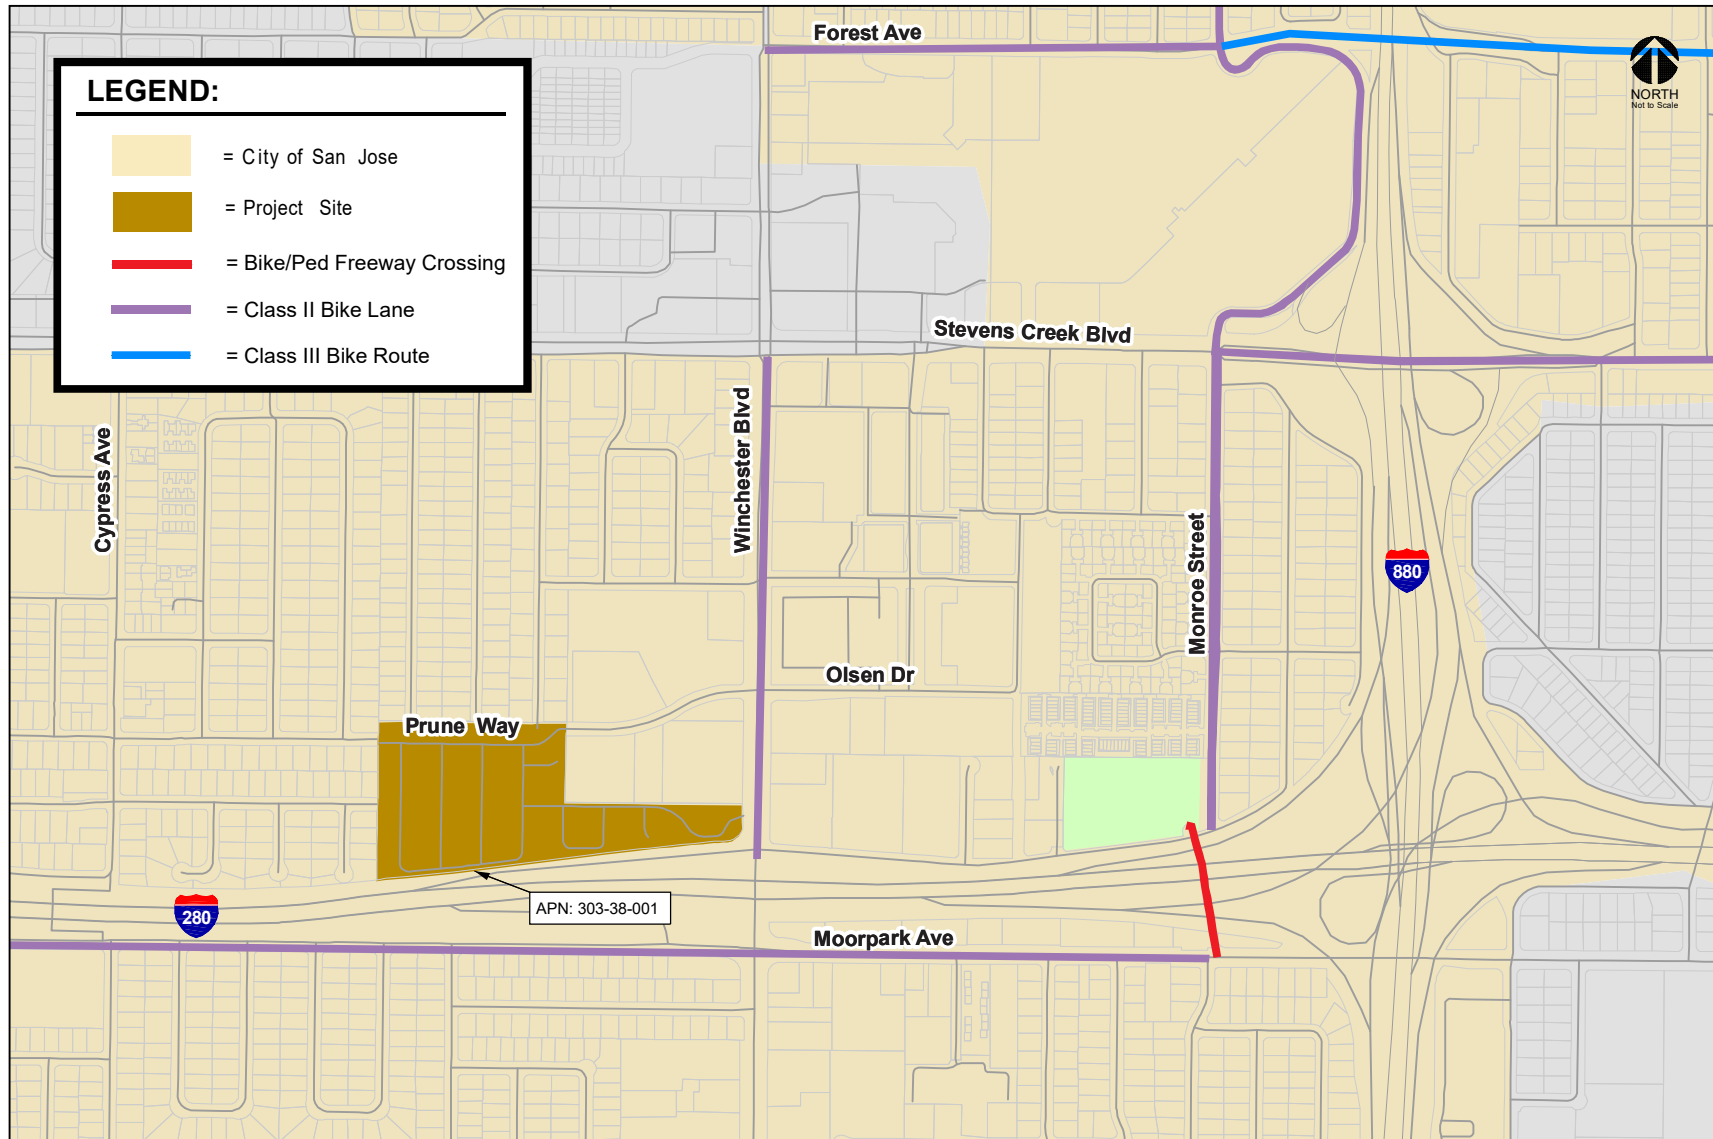 Forest Ave
NORTH
Not to Scale
LEGEND:
= City of San Jose
= Project Site
= Bike/Ped Freeway Crossing
= Class II Bike Lane
= Class III Bike Route
Stevens Creek Blvd
Cypress Ave
Winchester Blvd
Monroe Street
880
Olsen Dr
Prune Way
APN: 303-38-001
280
Moorpark Ave